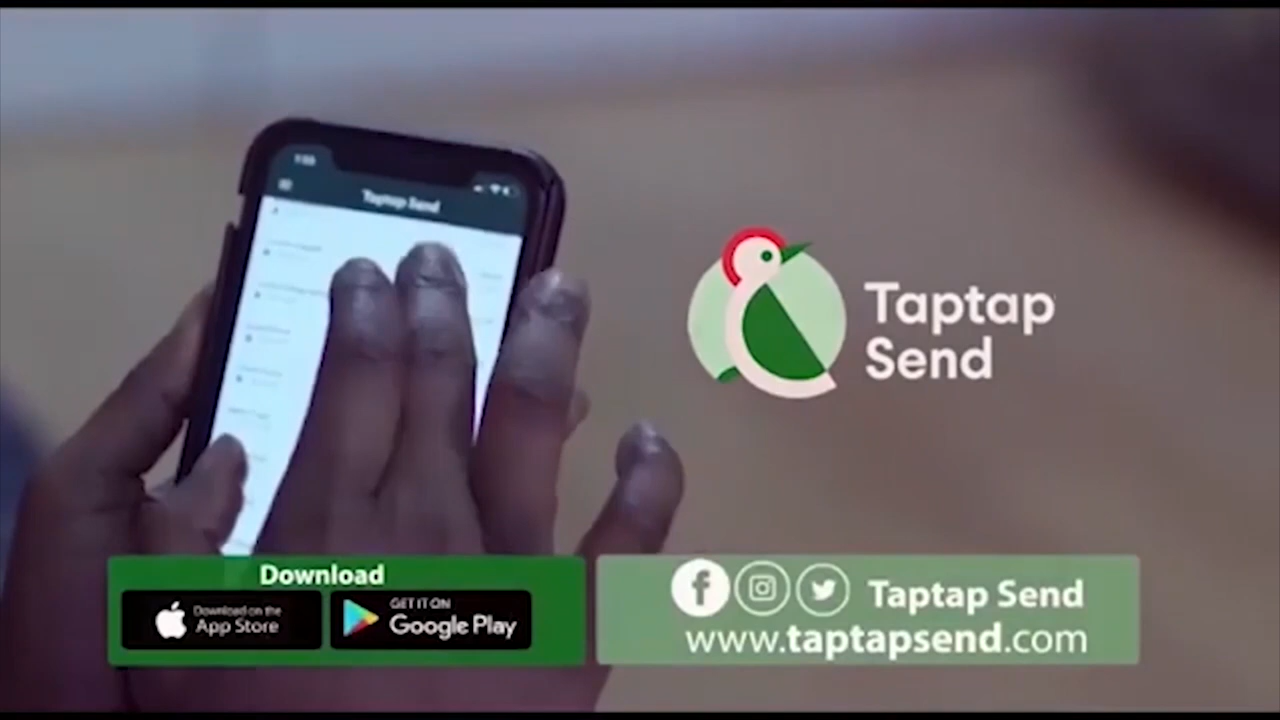 Taptap Send
Taptap
Send
Download
Download on the
App Store
GET IT ON
Google Play
Taptap Send
www.taptapsend.com